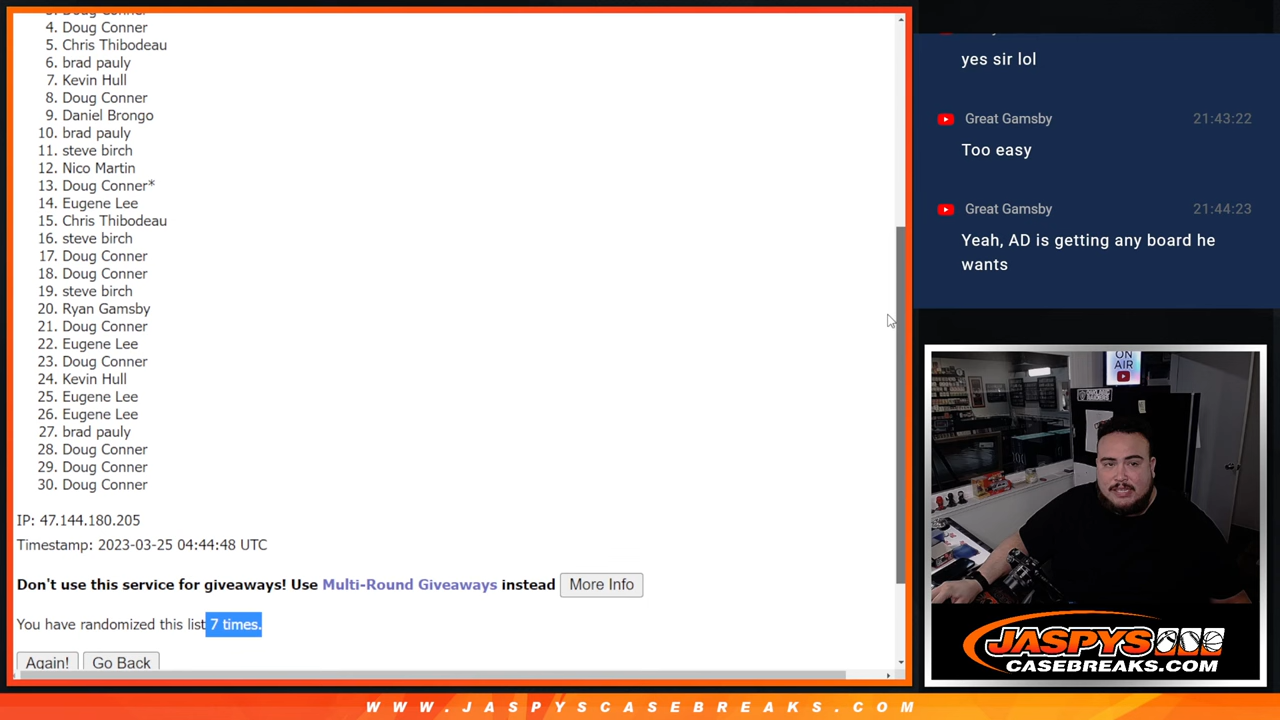 4. Doug Conner
5. Chris Thibodeau
6. brad pauly
7. Kevin Hull
8. Doug Conner
9. Daniel Brongo
10. brad pauly
11. steve birch
12. Nico Martin
13. Doug Conner*
14. Eugene Lee
15. Chris Thibodeau
16. steve birch
17. Doug Conner
18. Doug Conner
19. steve birch
20. Ryan Gamsby
21. Doug Conner
22. Eugene Lee
23. Doug Conner
24. Kevin Hull
25. Eugene Lee
26. Eugene Lee
27. brad pauly
28. Doug Conner
29. Doug Conner
30. Doug Conner
IP: 47.144.180.205
Timestamp: 2023-03-25 04:44:48 UTC
Don't use this service for giveaways! Use Multi-Round Giveaways instead More Info
You have randomized this list 7 times.
Again! Go Back
yes sir lol
Great Gamsby 21:43:22
Too easy
Great Gamsby 21:44:23
Yeah, AD is getting any board he
wants
ON
AIR
JASPYS
CASEBREAKS.COM
WWW.JASPYSCASEBREAKS.COM